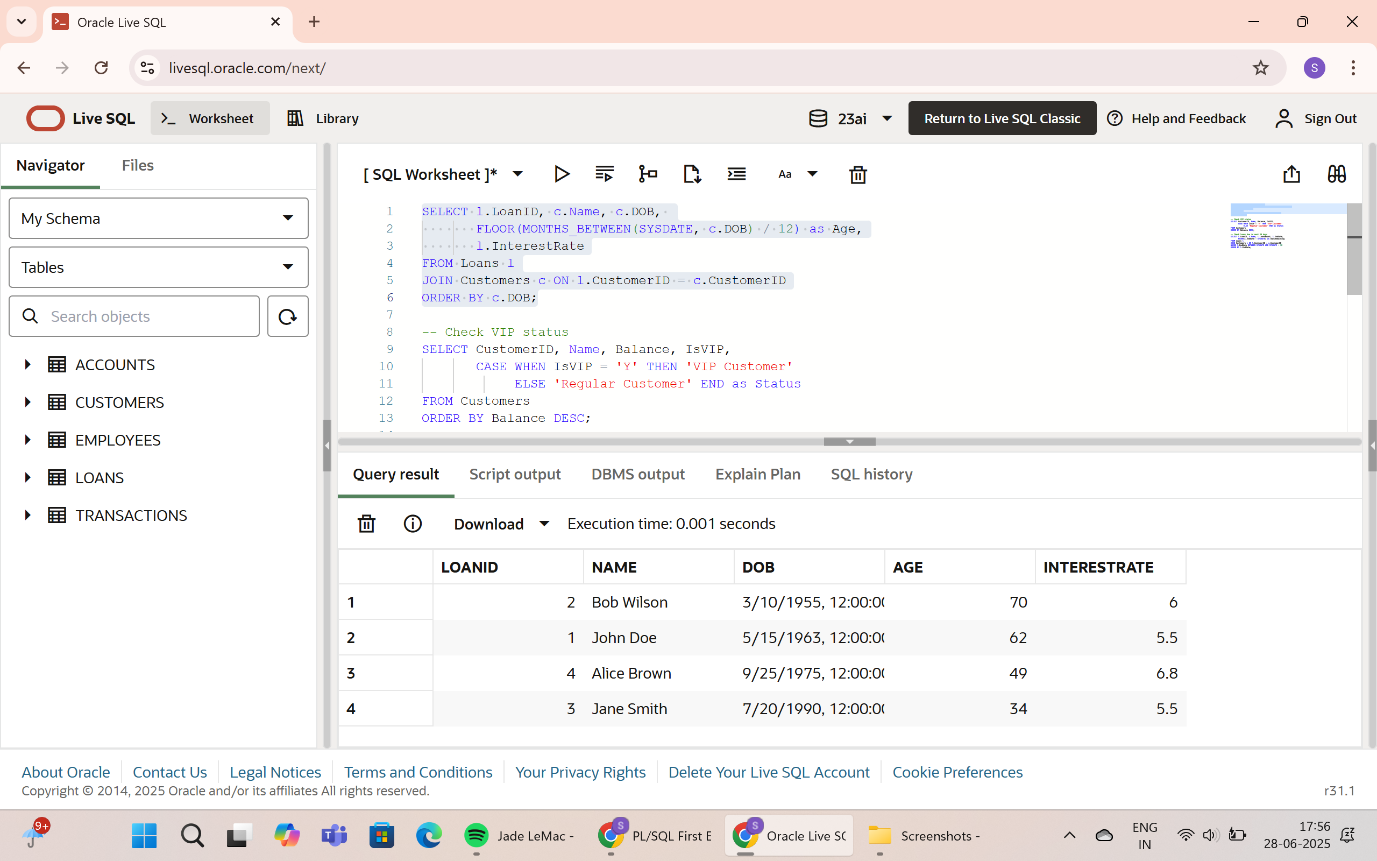 Oracle Live SQL
livesql.oracle.com/next/
S
Live SQL
Worksheet
Library
23ai
Return to Live SQL Classic
Help and Feedback
Sign Out
Navigator
Files
My Schema
Tables
Search objects
ACCOUNTS
CUSTOMERS
EMPLOYEES
LOANS
TRANSACTIONS
[ SQL Worksheet ]*
Aa
1 SELECT l.LoanID, c.Name, c.DOB,
2 FLOOR(MONTHS_BETWEEN(SYSDATE, c.DOB) / 12) as Age,
3 l.InterestRate
4 FROM Loans l
5 JOIN Customers c ON l.CustomerID = c.CustomerID
6 ORDER BY c.DOB;
7
8 -- Check VIP status
9 SELECT CustomerID, Name, Balance, IsVIP,
10 CASE WHEN IsVIP = 'Y' THEN 'VIP Customer'
11 ELSE 'Regular Customer' END as Status
12 FROM Customers
13 ORDER BY Balance DESC;
Query result Script output DBMS output Explain Plan SQL history
Download Execution time: 0.001 seconds
LOANID NAME DOB AGE INTERESTRATE
1 2 Bob Wilson 3/10/1955, 12:00:00 70 6
2 1 John Doe 5/15/1963, 12:00:00 62 5.5
3 4 Alice Brown 9/25/1975, 12:00:00 49 6.8
4 3 Jane Smith 7/20/1990, 12:00:00 34 5.5
About Oracle Contact Us Legal Notices Terms and Conditions Your Privacy Rights Delete Your Live SQL Account Cookie Preferences
Copyright © 2014, 2025 Oracle and/or its affiliates All rights reserved.
r31.1
9+
Jade LeMac -
S
PL/SQL First E
S
Oracle Live SQ
Screenshots -
ENG
IN
17:56
28-06-2025